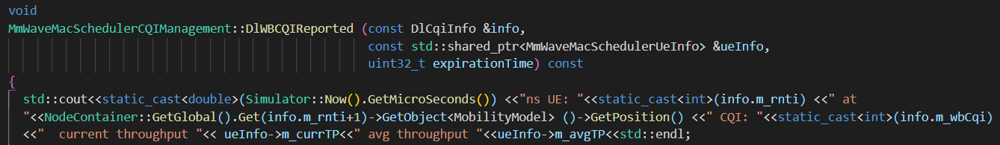 void
MmWaveMacSchedulerCQIManagement::DlWBCQIReported (const DlCqiInfo &info,
const std::shared_ptr<MmWaveMacSchedulerUeInfo> &ueInfo,
uint32_t expirationTime) const
{
std::cout<<static_cast<double>(Simulator::Now().GetMicroSeconds()) <<"ns UE: "<<static_cast<int>(info.m_rnti) <<" at
"<<NodeContainer::GetGlobal().Get(info.m_rnti+1)->GetObject<MobilityModel> ()->GetPosition() <<" CQI: "<<static_cast<int>(info.m_wbCqi)
<<"  current throughput "<< ueInfo->m_currTP<<" avg throughput "<<ueInfo->m_avgTP<<std::endl;